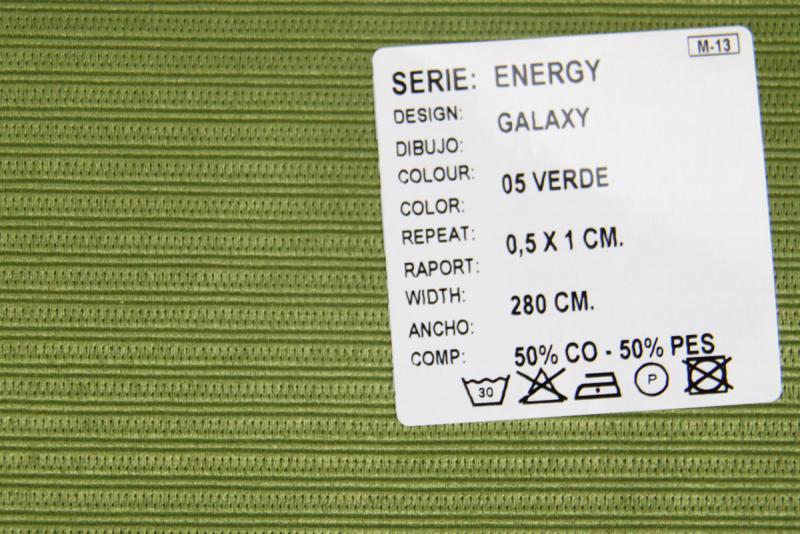 M-13
SERIE: ENERGY
DESIGN: GALAXY
DIBUJO:
COLOUR: 05 VERDE
COLOR:
REPEAT: 0,5 X 1 CM.
RAPORT:
WIDTH: 280 CM.
ANCHO:
COMP: 50% CO - 50% PES
30 P